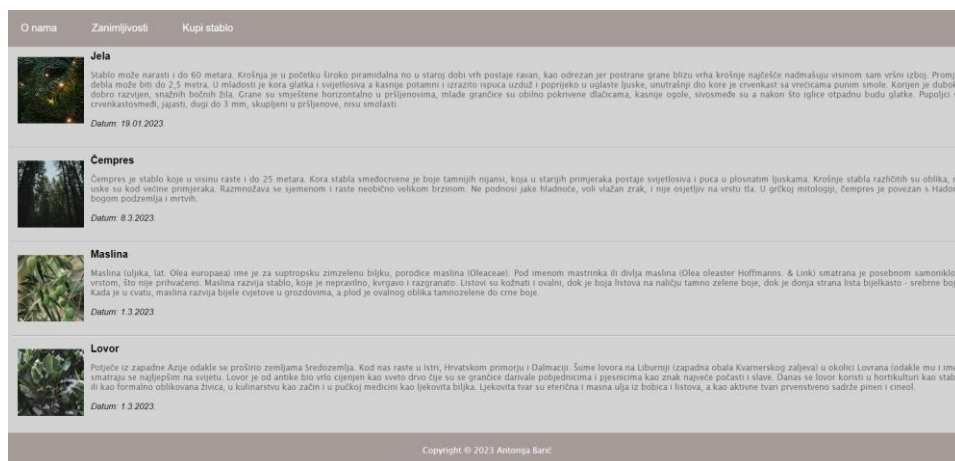 O nama Zanimljivosti Kupi stablo
Jela
Stablo može narasti i do 60 metara. Krošnja je u početku široko piramidalna no u staroj dobi vrh postaje ravan, kao odrezan jer postrane grane blizu vrha krošnje najčešće nadmašuju visinom sam vršni izboj.
debla može biti do 2,5 metra. U mladosti je kora glatka i svijetlosiva a kasnije potamni i izrazito ispuca uzduž i poprijeko u uglaste ljuske, unutrašnji dio kore je crvenkast sa vrećicama punim smole. Korijen je
dobro razvijen, snažnih bočnih žila. Grane su smještene horizontalno u pršljenovima, mlade grančice su obilno pokrivene dlačicama, kasnije ogole, sivosmeđe su a nakon što iglice otpadnu budu glatke. Pupoljci
crvenkastosmeđi, jajasti, dugi do 3 mm, skupljeni u pršljenove, nisu smolasti.
Datum: 19.01.2023.
Čempres
Čempres je stablo koje u visinu raste i do 25 metara. Kora stabla smeđocrvene je boje tamnijih nijansi, koja u starijih primjeraka postaje svijetlosiva i puca u plosnatim ljuskama. Krošnje stabla različitih su oblika,
uske su kod većine primjeraka. Razmnožava se sjemenom i raste neobično velikom brzinom. Ne podnosi jake hladnoće, voli vlažan zrak, i nije osjetljiv na vrstu tla. U grčkoj mitologiji, čempres je povezan s
bogom podzemlja i mrtvih.
Datum: 8.3.2023.
Maslina
Maslina (uljika, lat. Olea europaea) ime je za suptropsku zimzelenu biljku, porodice maslina (Oleaceae). Pod imenom mastrinka ili divlja maslina (Olea oleaster Hoffmanns. & Link) smatrana je posebnom
vrstom, što nije prihvaćeno. Maslina razvija stablo, koje je nepravilno, kvrgavo i razgranato. Listovi su kožnati i ovalni, dok je boja listova na naličju tamno zelene boje, dok je donja strana lista bjelkasto - srebrne
Kada je u cvatu, maslina razvija bijele cvjetove u grozdovima, a plod je ovalnog oblika tamnozelene do crne boje.
Datum: 1.3.2023.
Lovor
Potječe iz zapadne Azije odakle se proširio zemljama Sredozemlja. Kod nas raste u Istri, Hrvatskom primorju i Dalmaciji. Šume lovora na Liburniji (zapadna obala Kvarnerskog zaljeva) u okolici Lovrana (odakle mu i
smatraju se najljepšim na svijetu. Lovor je od antike bio vrlo cijenjen kao sveto drvo čije su se grančice darivale pobjednicima i pjesnicima kao znak najveće počasti i slave. Danas se lovor koristi u hortikulturi kao
ili kao formalno oblikovana živica, u kulinarstvu kao začin i u pučkoj medicini kao ljekovita biljka. Ljekovita tvar su eterična i masna ulja iz bobica i listova, a kao aktivne tvari prvenstveno sadrže pinen i cineol.
Datum: 1.3.2023.
Copyright © 2023 Antonija Barić